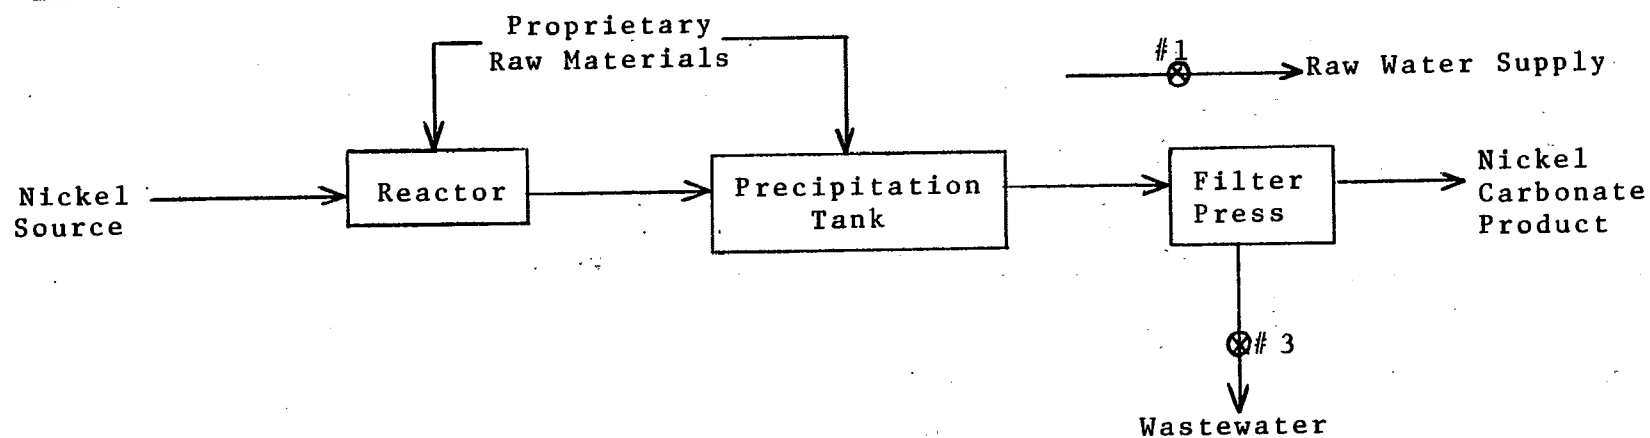 Proprietary
Raw Materials
#1
Raw Water Supply
Nickel
Source
Reactor
Precipitation
Tank
Filter
Press
Nickel
Carbonate
Product
# 3
Wastewater